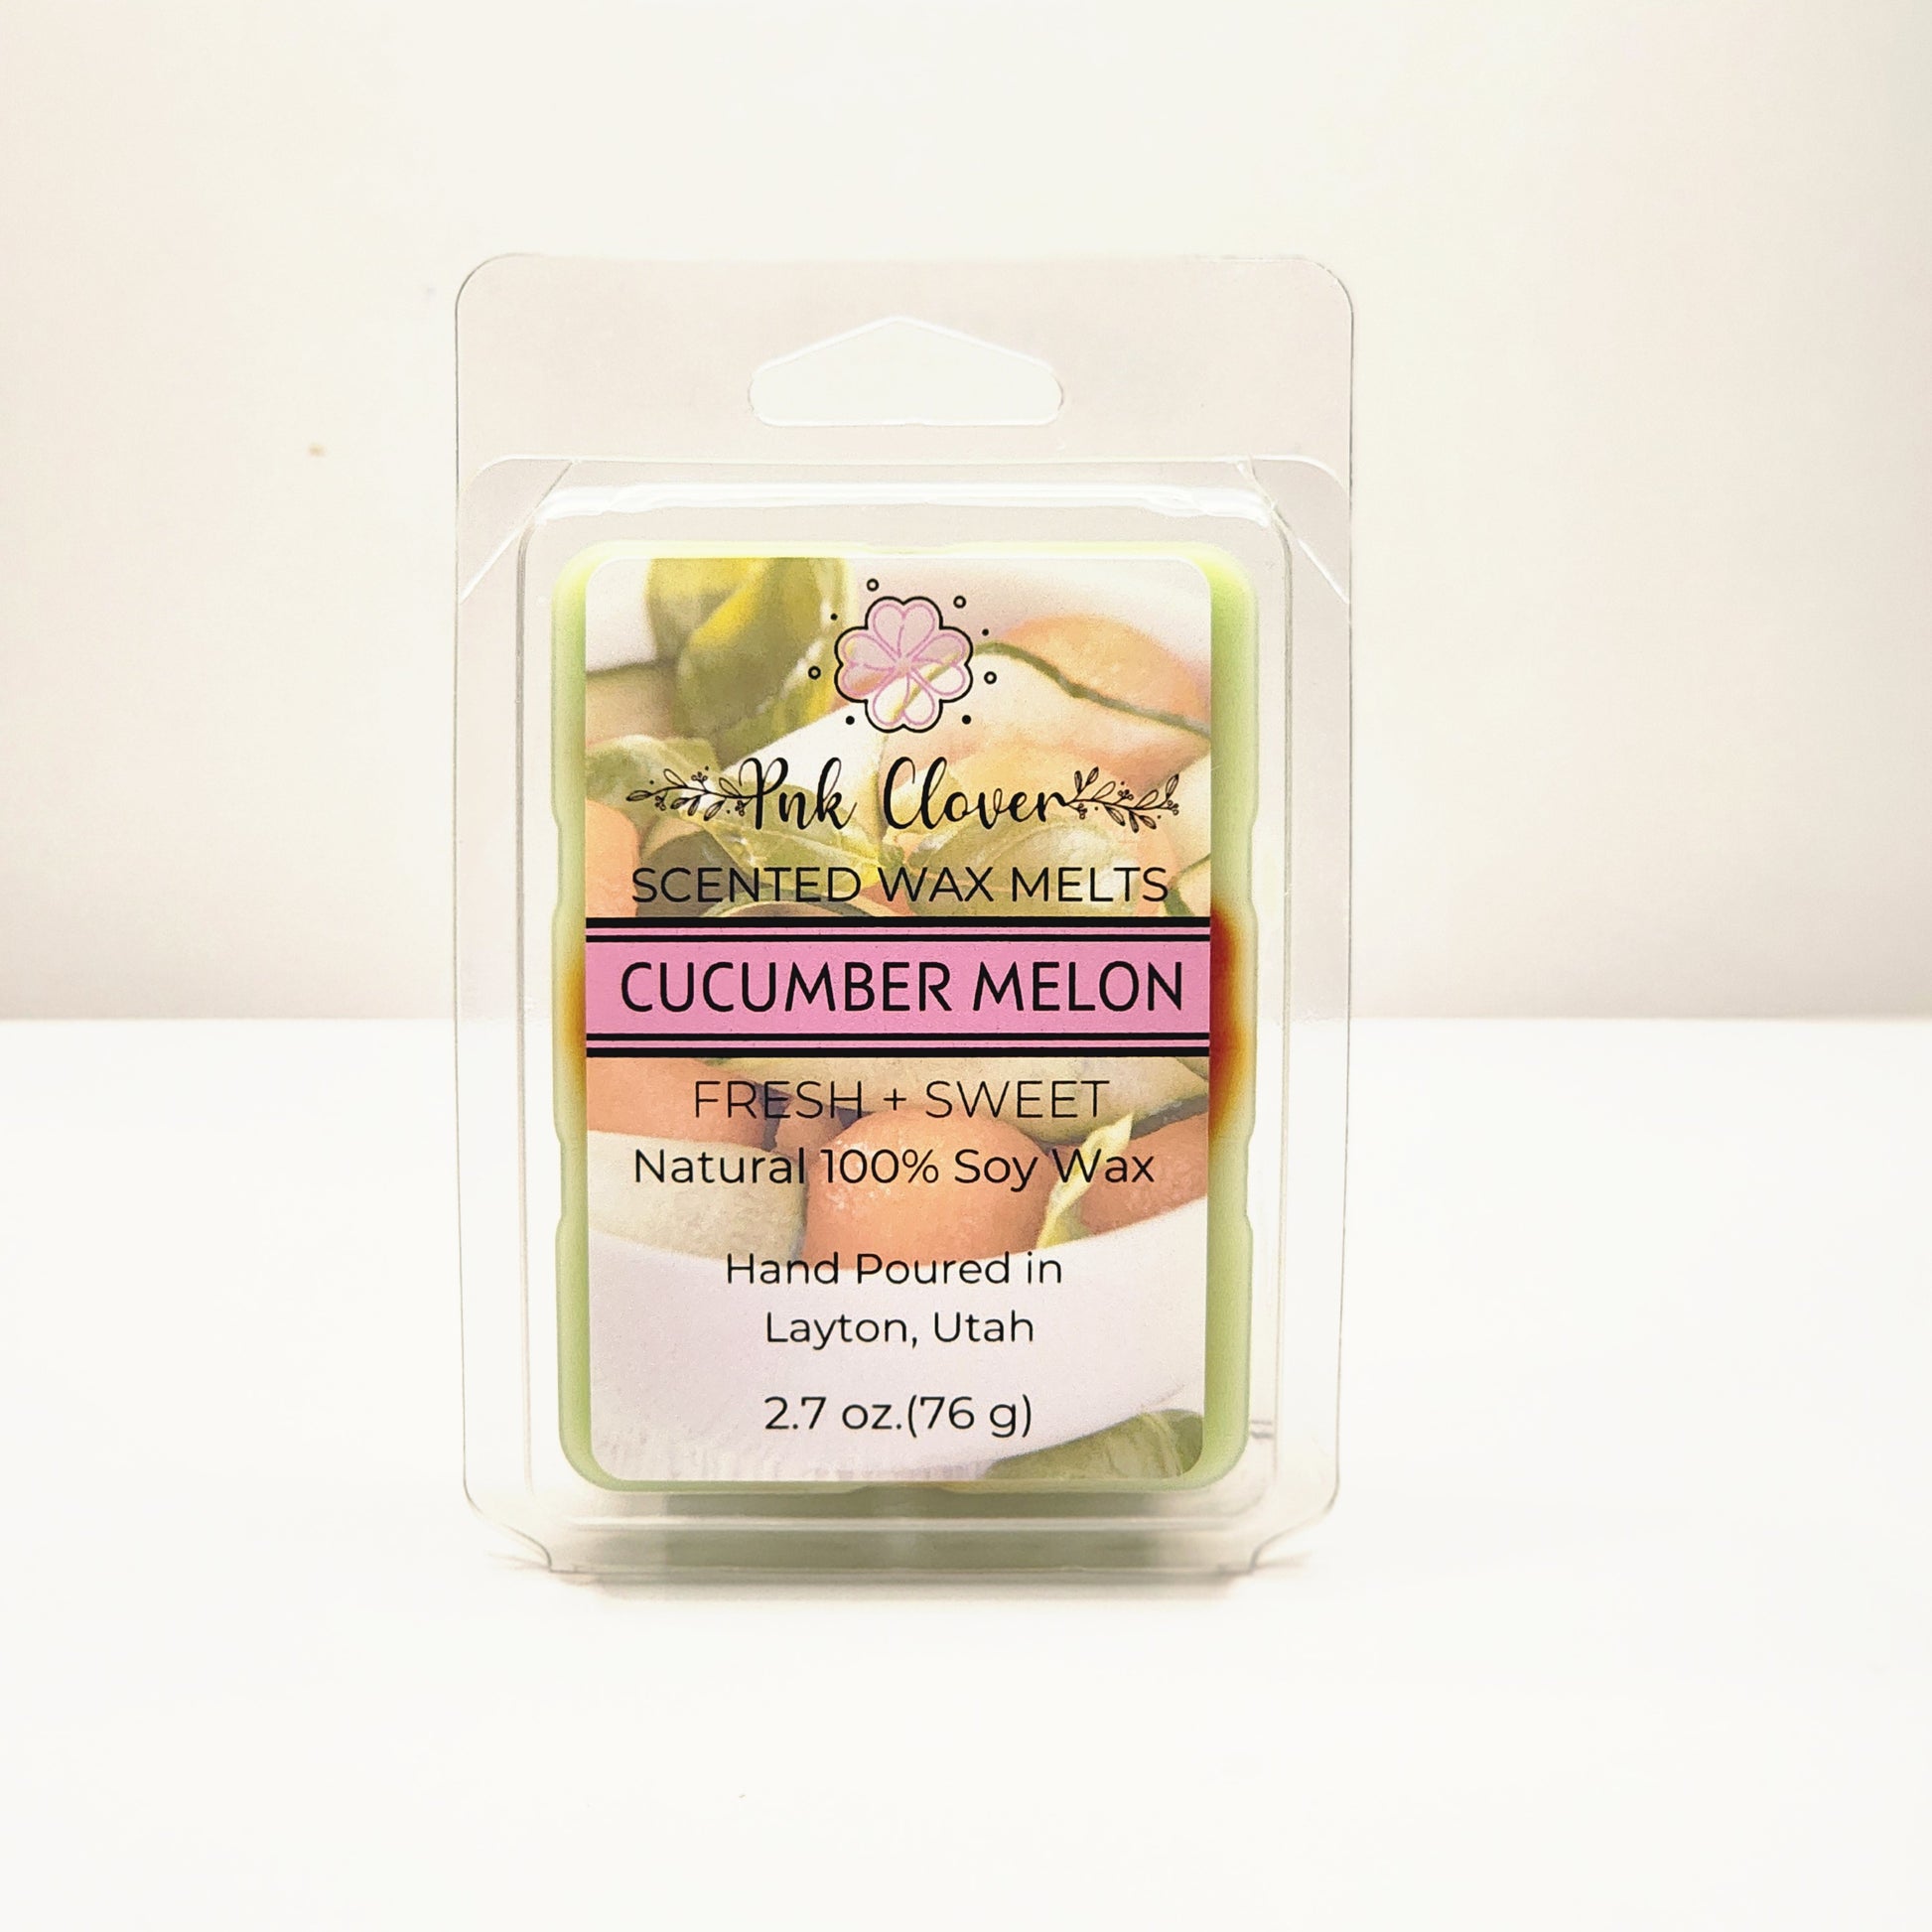 Pnk Clover
SCENTED WAX MELTS
CUCUMBER MELON
FRESH + SWEET
Natural 100% Soy Wax
Hand Poured in
Layton, Utah
2.7 oz.(76 g)